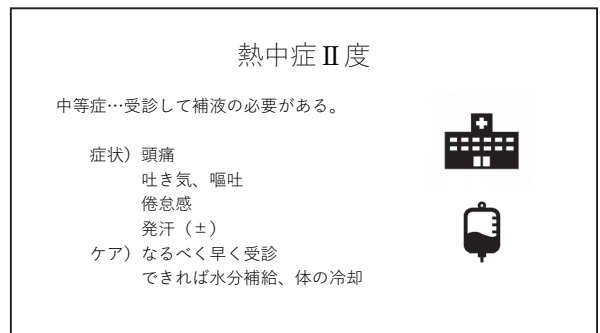 熱中症Ⅱ度
中等症…受診して補液の必要がある。
症状）頭痛
吐き気、嘔吐
倦怠感
発汗（±）
ケア）なるべく早く受診
できれば水分補給、体の冷却